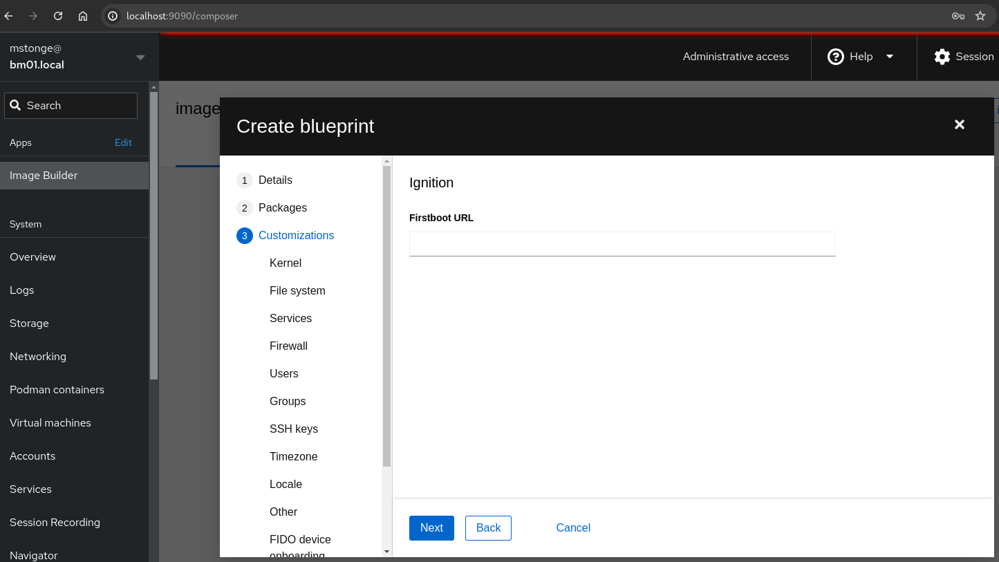 localhost:9090/composer
mstonge@
bm01.local
Administrative access
Help
Session
Search
Apps
Edit
Image Builder
System
Overview
Logs
Storage
Networking
Podman containers
Virtual machines
Accounts
Services
Session Recording
Navigator
image
Create blueprint
1 Details
2 Packages
3 Customizations
Kernel
File system
Services
Firewall
Users
Groups
SSH keys
Timezone
Locale
Other
FIDO device
onboarding
Ignition
Firstboot URL
Next
Back
Cancel